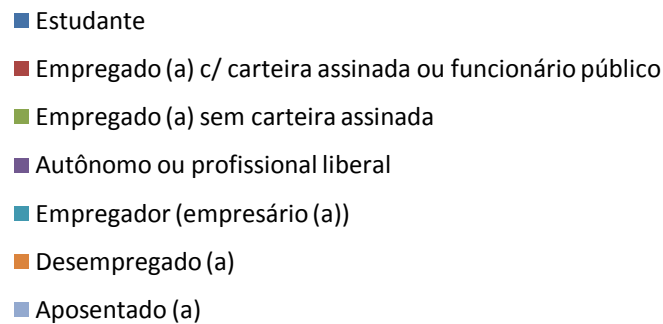 Estudante
Empregado (a) c/ carteira assinada ou funcionário público
Empregado (a) sem carteira assinada
Autônomo ou profissional liberal
Empregador (empresário (a))
Desempregado (a)
Aposentado (a)